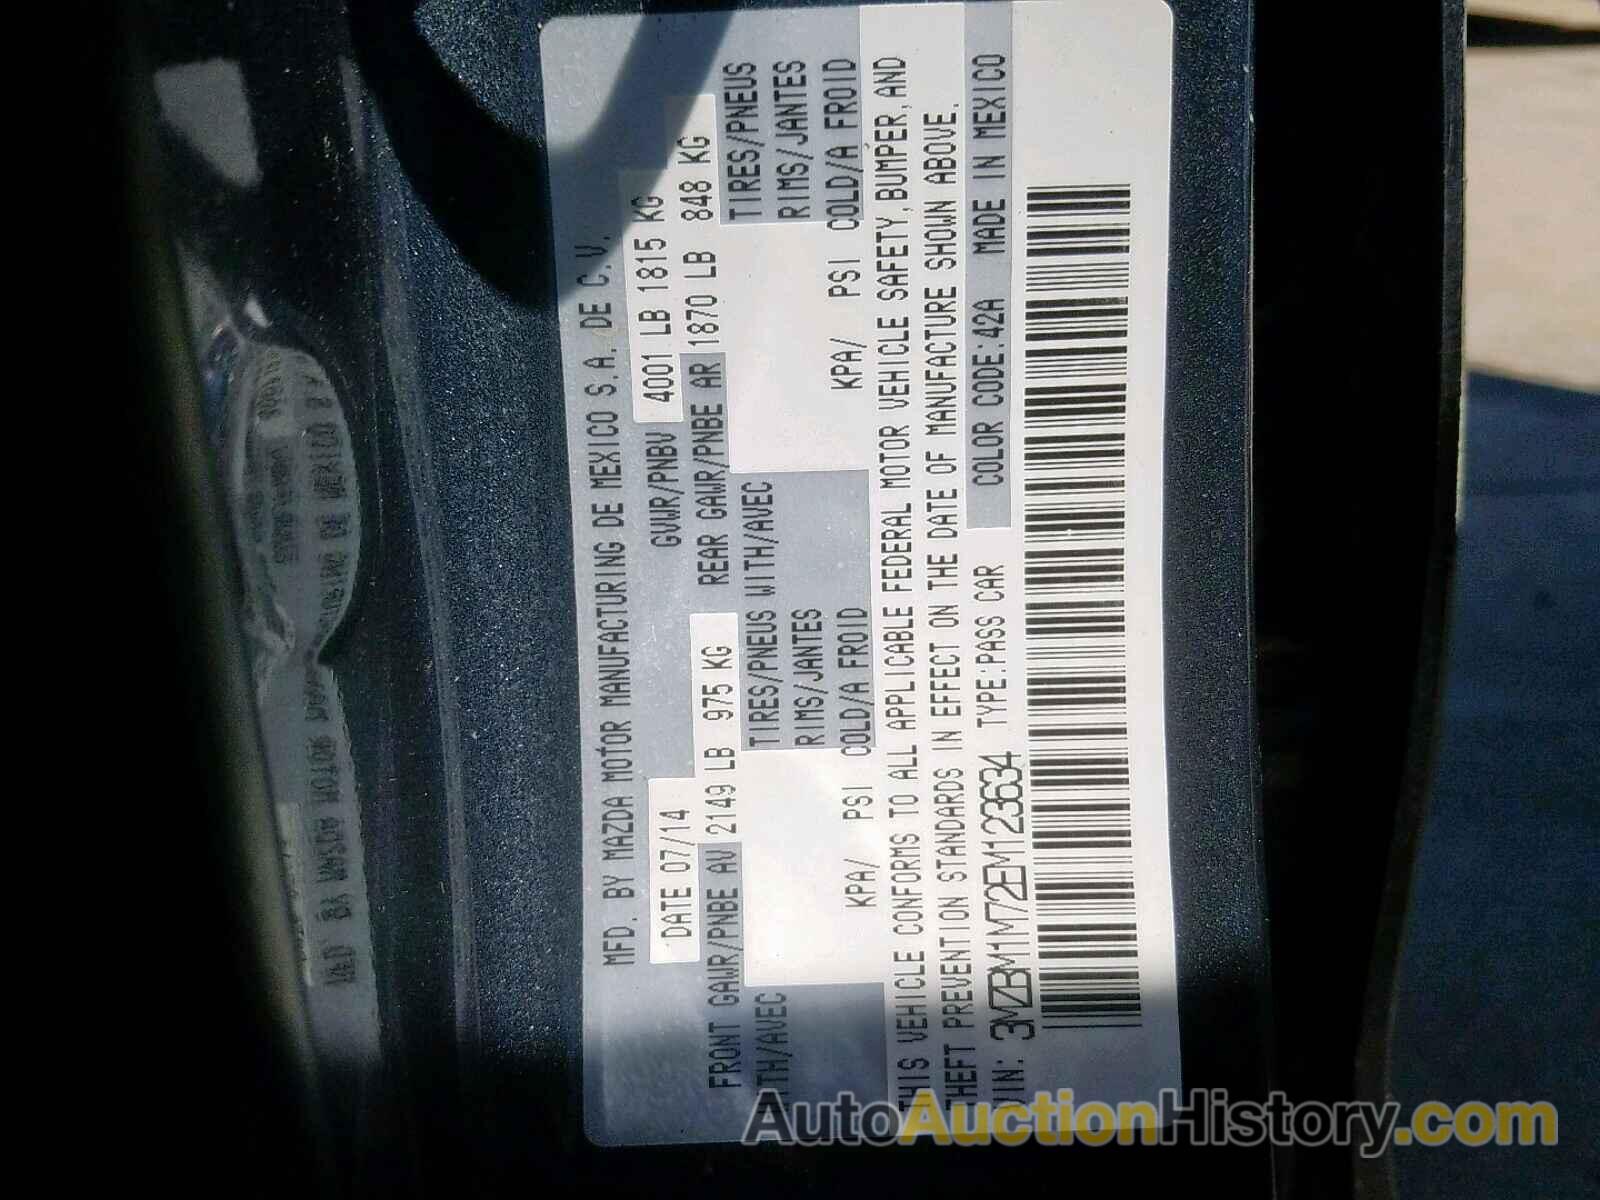 MFD. BY MAZDA MOTOR MANUFACTURING DE MEXICO S.A. DE C.V.
DATE 07/14 GVWR/PNBV 4001 LB 1815 KG
FRONT GAWR/PNBE AV 2149 LB 975 KG REAR GAWR/PNBE AR 1870 LB 848 KG
WITH/AVEC TIRES/PNEUS WITH/AVEC TIRES/PNEUS
RIMS/JANTES RIMS/JANTES
KPA/ PSI COLD/A FROID KPA/ PSI COLD/A FROID
THIS VEHICLE CONFORMS TO ALL APPLICABLE FEDERAL MOTOR VEHICLE SAFETY, BUMPER, AND
THEFT PREVENTION STANDARDS IN EFFECT ON THE DATE OF MANUFACTURE SHOWN ABOVE.
VIN: 3MZBM1M72EM123634 TYPE:PASS CAR COLOR CODE:42A MADE IN MEXICO
AutoAuctionHistory.com